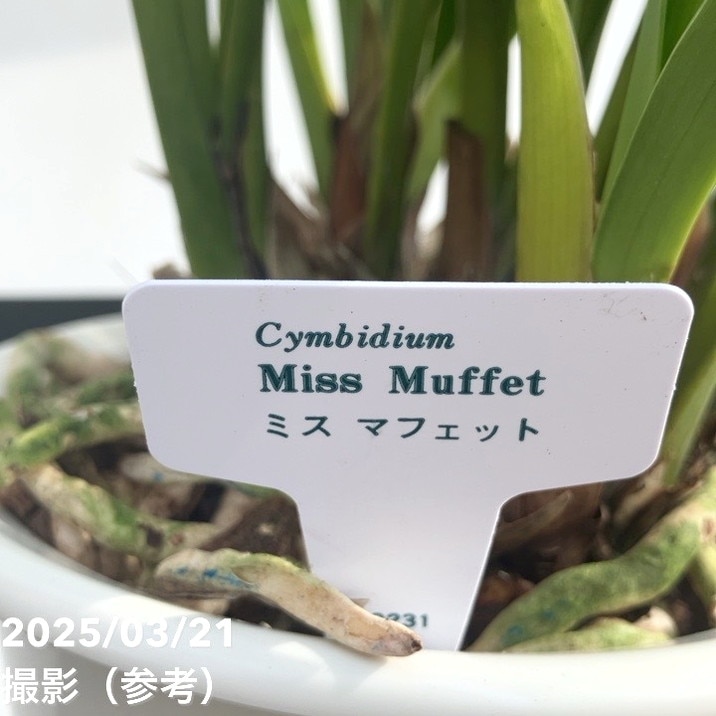 Cymbidium
Miss Muffet
ミス マフェット
2025/03/21
撮影（参考）